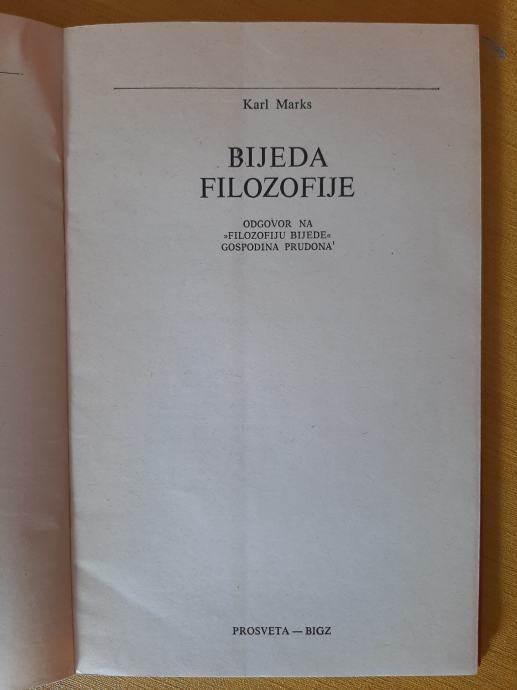 Karl Marks
BIJEDA
FILOZOFIJE
ODGOVOR NA
»FILOZOFIJU BIJEDE«
GOSPODINA PRUDONA¹
PROSVETA — BIGZ